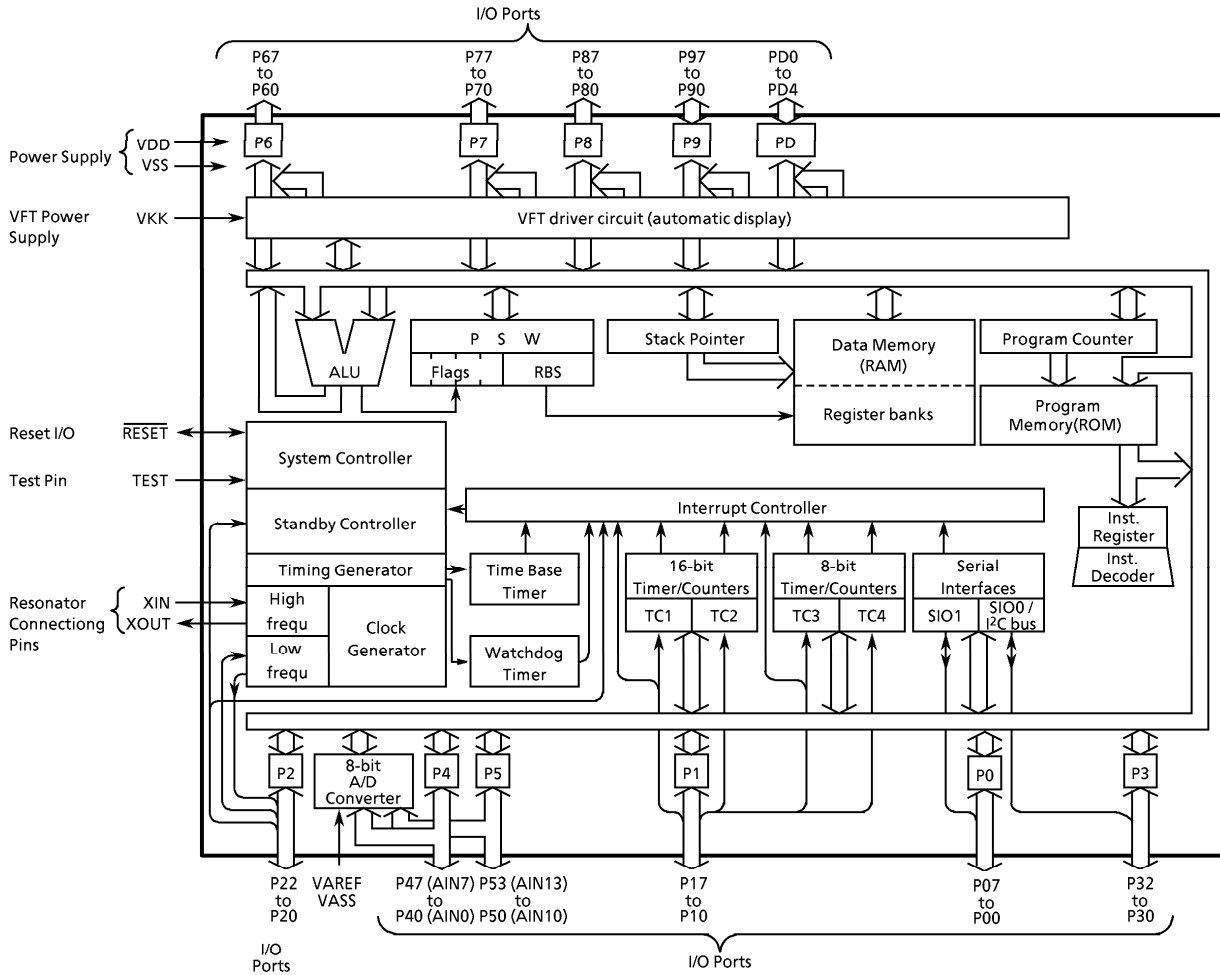 I/O Ports
P67
to
P60
P77
to
P70
P87
to
P80
P97
to
P90
PD0
to
PD4
P6
P7
P8
P9
PD
Power Supply
VDD
VSS
VFT Power
Supply
VKK
VFT driver circuit (automatic display)
ALU
P S W
Flags
RBS
Stack Pointer
Data Memory
(RAM)
Register banks
Program Counter
Program
Memory(ROM)
Inst.
Register
Inst.
Decoder
Reset I/O
RESET
Test Pin
TEST
System Controller
Standby Controller
Timing Generator
High
frequ
Low
frequ
Clock
Generator
Resonator
Connectiong
Pins
XIN
XOUT
Interrupt Controller
Time Base
Timer
Watchdog
Timer
16-bit
Timer/Counters
TC1
TC2
8-bit
Timer/Counters
TC3
TC4
Serial
Interfaces
SIO1
SIO0 /
I²C bus
P2
8-bit
A/D
Converter
P4
P5
P1
P0
P3
P22
to
P20
VAREF
VASS
P47 (AIN7)
to
P40 (AIN0)
P53 (AIN13)
to
P50 (AIN10)
P17
to
P10
P07
to
P00
P32
to
P30
I/O
Ports
I/O Ports